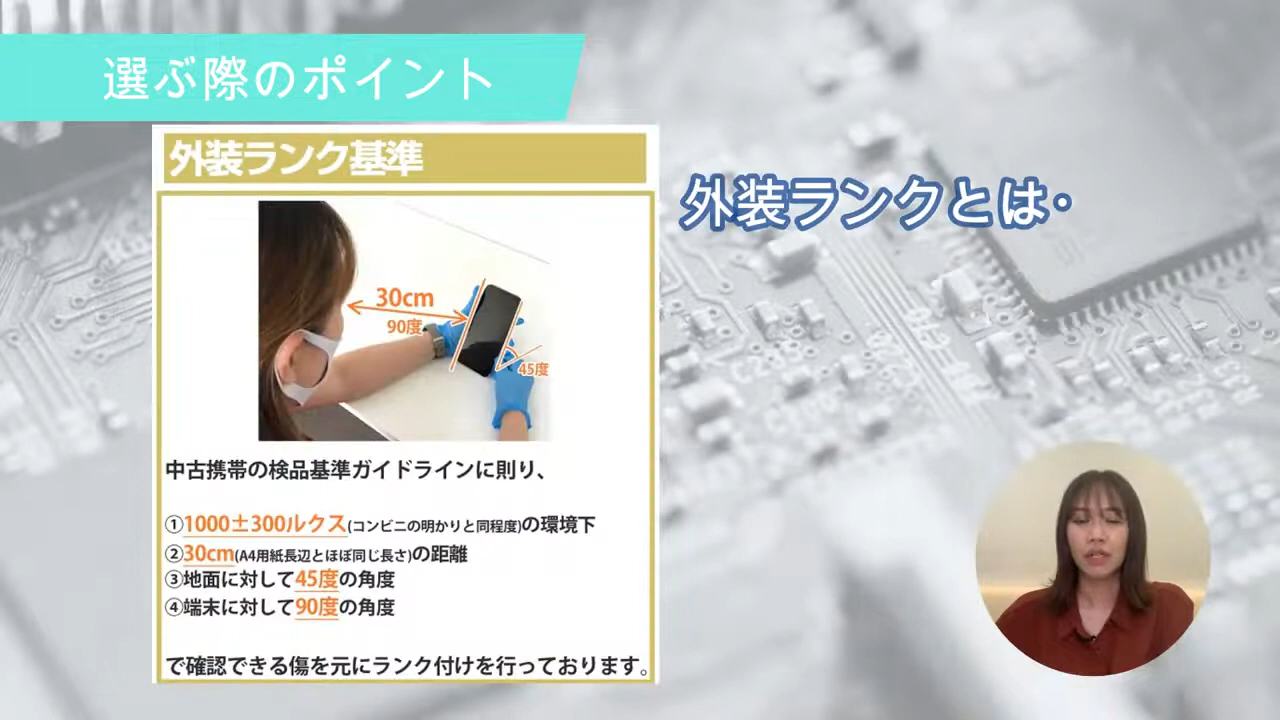 選ぶ際のポイント
外装ランク基準
外装ランクとは・
30cm
90度
45度
中古携帯の検品基準ガイドラインに則り、
①1000±300ルクス(コンビニの明かりと同程度)の環境下
②30cm(A4用紙長辺とほぼ同じ長さ)の距離
③地面に対して45度の角度
④端末に対して90度の角度
で確認できる傷を元にランク付けを行っております。